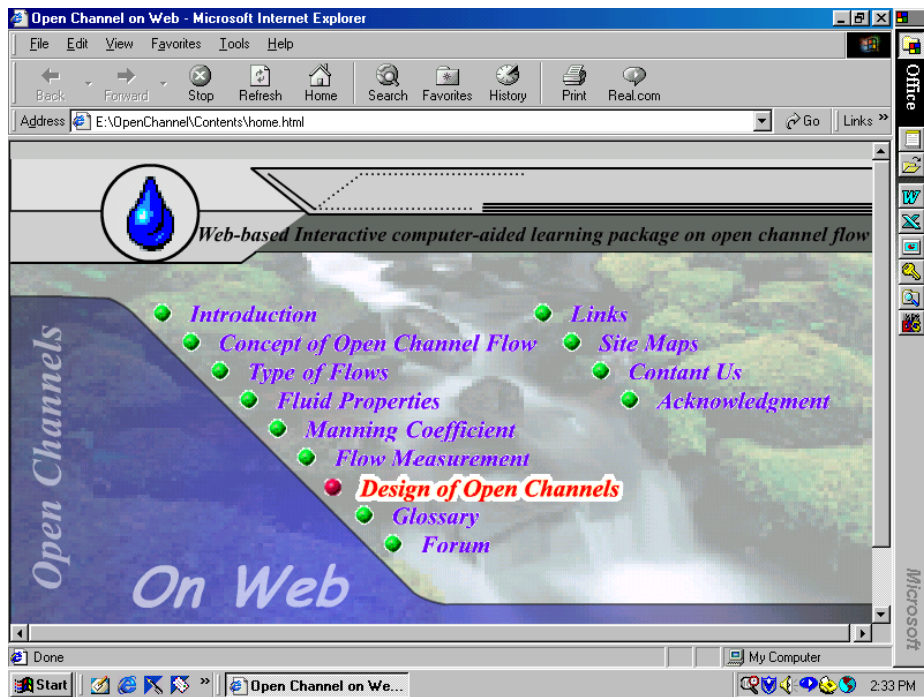 Open Channel on Web - Microsoft Internet Explorer
File Edit View Favorites Tools Help
Back Forward Stop Refresh Home Search Favorites History Print Real.com
Address E:\OpenChannel\Contents\home.html Go Links »
Office
Web-based Interactive computer-aided learning package on open channel flow
Open Channels
On Web
Introduction
Concept of Open Channel Flow
Type of Flows
Fluid Properties
Manning Coefficient
Flow Measurement
Design of Open Channels
Glossary
Forum
Links
Site Maps
Contant Us
Acknowledgment
Microsoft
Done My Computer
Start » Open Channel on We... 2:33 PM